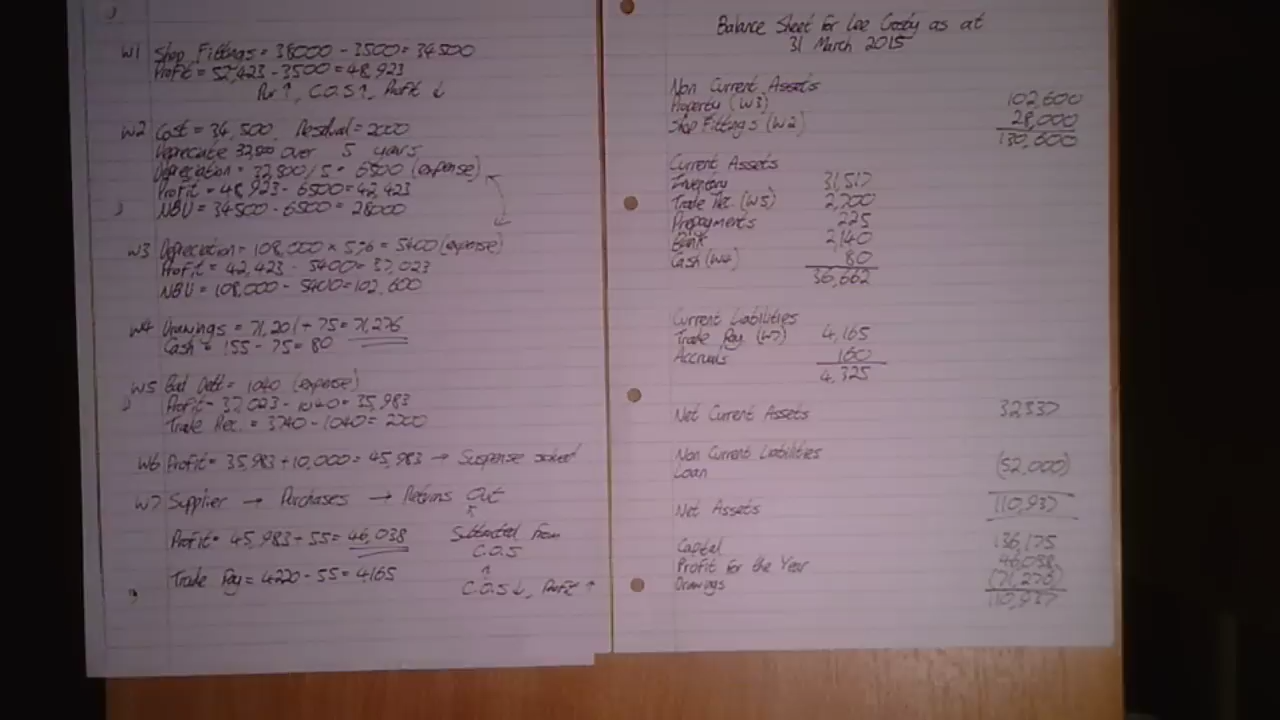 W1 Shop Fittings = 38000 - 3500 = 34500
Profit = 52,423 - 3500 = 48,923
Pur ↑, C.O.S ↑, Profit ↓
W2 Cost = 34,500 Residual = 2000
Depreciate 32500 over 5 years
Depreciation = 32,500/5 = 6500 (expense)
Profit = 48,923 - 6500 = 42,423
NBV = 34500 - 6500 = 28000
W3 Depreciation = 108,000 x 5% = 5400 (expense)
Profit = 42,423 - 5400 = 37,023
NBV = 108,000 - 5400 = 102,600
W4 Drawings = 71,201 + 75 = 71,276
Cash = 155 - 75 = 80
W5 Bad Debt = 1040 (expense)
Profit = 37,023 - 1040 = 35,983
Trade Rec. = 3740 - 1040 = 2700
W6 Profit = 35,983 + 10,000 = 45,983 → Suspense solved
W7 Supplier → Purchases → Returns Out
Profit = 45,983 + 55 = 46,038
Subtracted from
C.O.S
Trade Pay = 4220 - 55 = 4165
C.O.S ↓, Profit ↑
Balance Sheet for Lee Crosby as at
31 March 2015
Non Current Assets
Property (W3) 102,600
Shop Fittings (W2) 28,000
130,600
Current Assets
Inventory 31,517
Trade Rec. (W5) 2,700
Prepayments 225
Bank 2,140
Cash (W4) 80
36,662
Current Liabilities
Trade Pay (W7) 4,165
Accruals 160
4,325
Net Current Assets 32337
Non Current Liabilities
Loan (52,000)
Net Assets 110,937
Capital 136,175
Profit for the Year 46,038
Drawings (71,276)
110,937